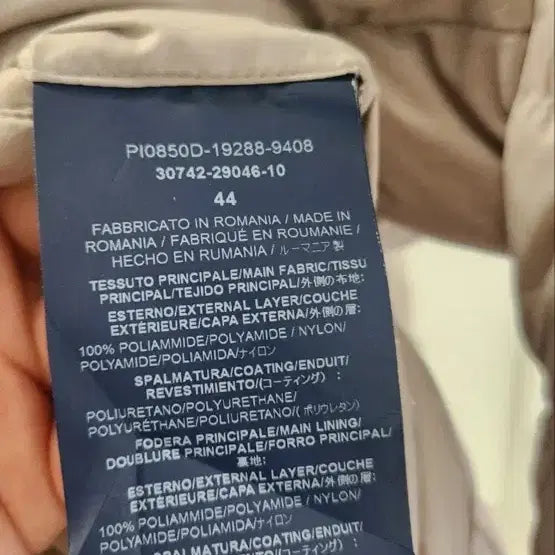 PI0850D-19288-9408
30742-29046-10
44
FABBRICATO IN ROMANIA / MADE IN
ROMANIA / FABRIQUÉ EN ROUMANIE /
HECHO EN RUMANIA / ルーマニア製
TESSUTO PRINCIPALE/MAIN FABRIC/TISSU
PRINCIPAL/TEJIDO PRINCIPAL/外側の布地:
ESTERNO/EXTERNAL LAYER/COUCHE
EXTÉRIEURE/CAPA EXTERNA/外側の層:
100% POLIAMMIDE/POLYAMIDE / NYLON/
POLYAMIDE/POLIAMIDA/ナイロン
SPALMATURA/COATING/ENDUIT/
REVESTIMIENTO/(コーティング) :
POLIURETANO/POLYURETHANE/
POLYURÉTHANE/POLIURETANO/( ポリウレタン)
FODERA PRINCIPALE/MAIN LINING/
DOUBLURE PRINCIPALE/FORRO PRINCIPAL/
裏地:
ESTERNO/EXTERNAL LAYER/COUCHE
EXTÉRIEURE/CAPA EXTERNA/外側の層:
100% POLIAMMIDE/POLYAMIDE / NYLON/
POLYAMIDE/POLIAMIDA/ナイロン
SPALMATURA/COATING/ENDUIT/